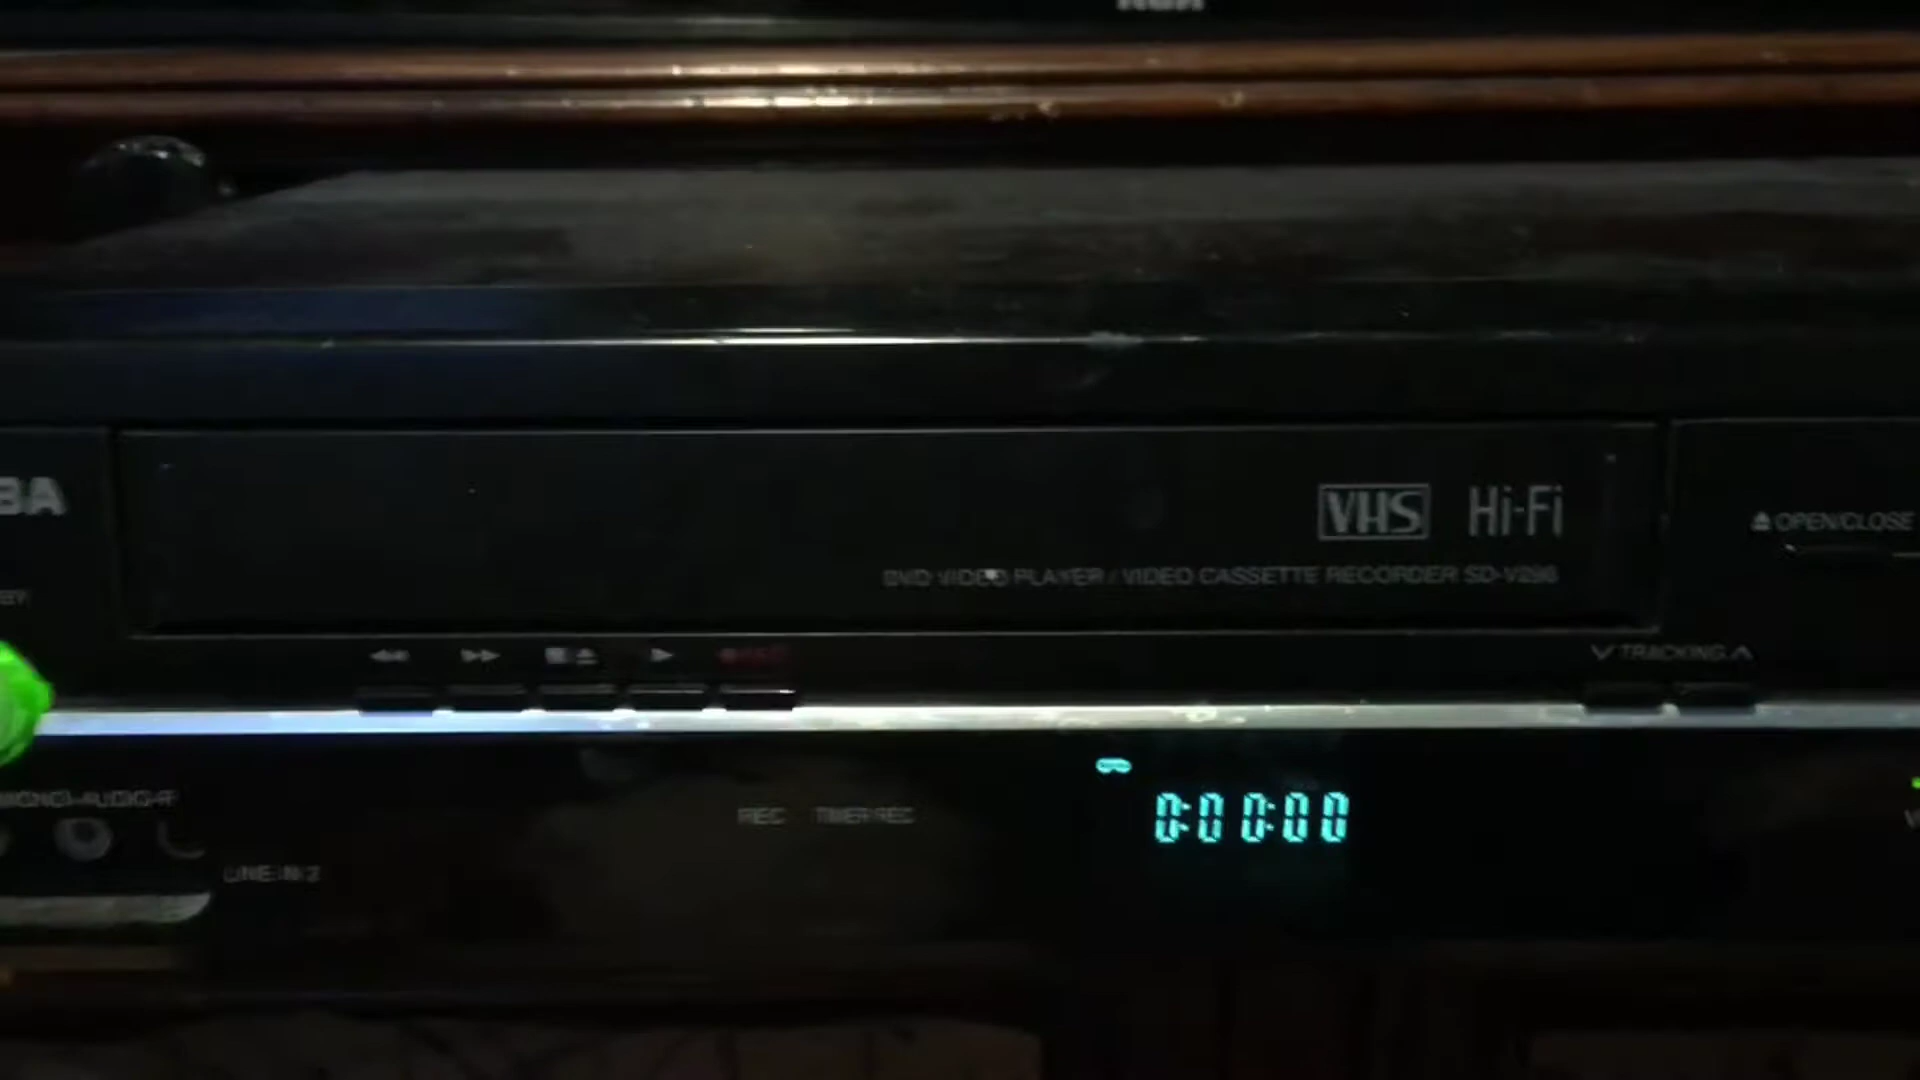 RCA
BA
VHS Hi-Fi
OPEN/CLOSE
DVD VIDEO PLAYER / VIDEO CASSETTE RECORDER SD-V296
TRACKING
REC TIMER REC
0:00:00
LINE IN 2